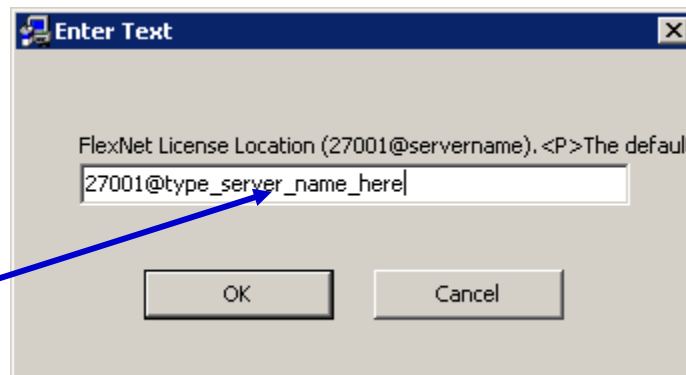 Enter Text
FlexNet License Location (27001@servername).<P>The defaul
27001@type_server_name_here
OK
Cancel